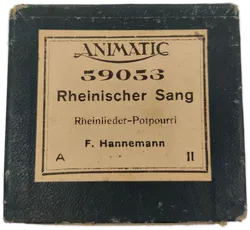 ANIMATIC
59053
Rheinischer Sang
Rheinlieder-Potpourri
F. Hannemann
A II